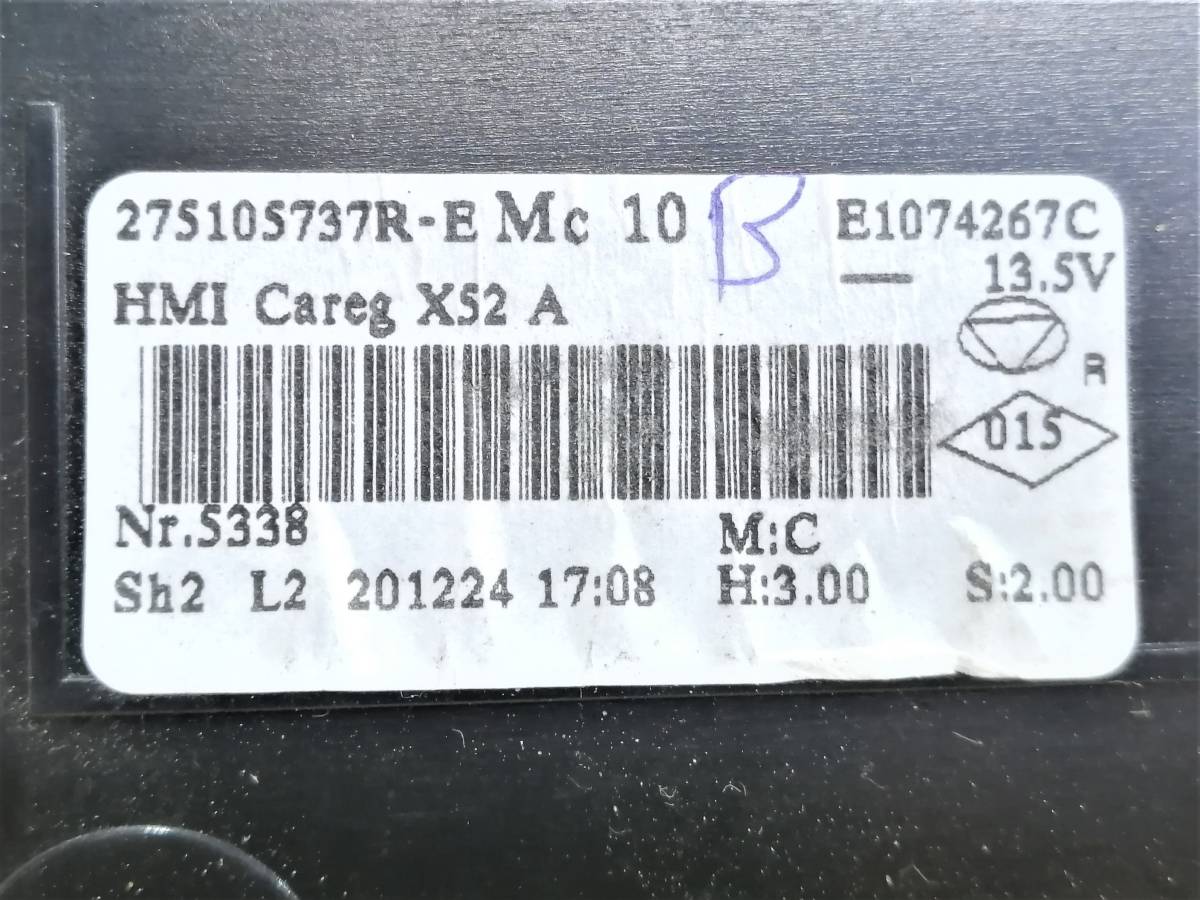 275105737R-E Mc 10 B E1074267C
13.5V
HMI Careg X52 A
R
015
Nr.5338 M:C
Sh2 L2 201224 17:08 H:3.00 S:2.00